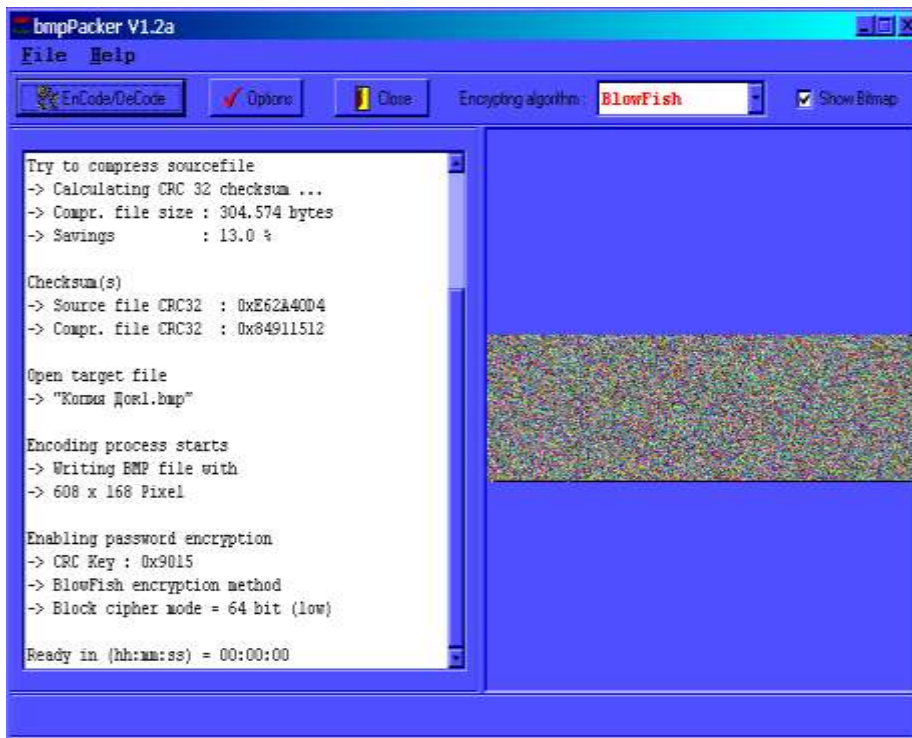 bmpPacker V1.2a
File Help
EnCode/DeCode Options Close Encrypting algorithm : BlowFish Show Bitmap
Try to compress sourcefile
-> Calculating CRC 32 checksum ...
-> Compr. file size : 304.574 bytes
-> Savings : 13.0 %
Checksum(s)
-> Source file CRC32 : 0xE62A40D4
-> Compr. file CRC32 : 0x84911512
Open target file
-> "Копия Док1.bmp"
Encoding process starts
-> Writing BMP file with
-> 608 x 168 Pixel
Enabling password encryption
-> CRC Key : 0x9015
-> BlowFish encryption method
-> Block cipher mode = 64 bit (low)
Ready in (hh:mm:ss) = 00:00:00